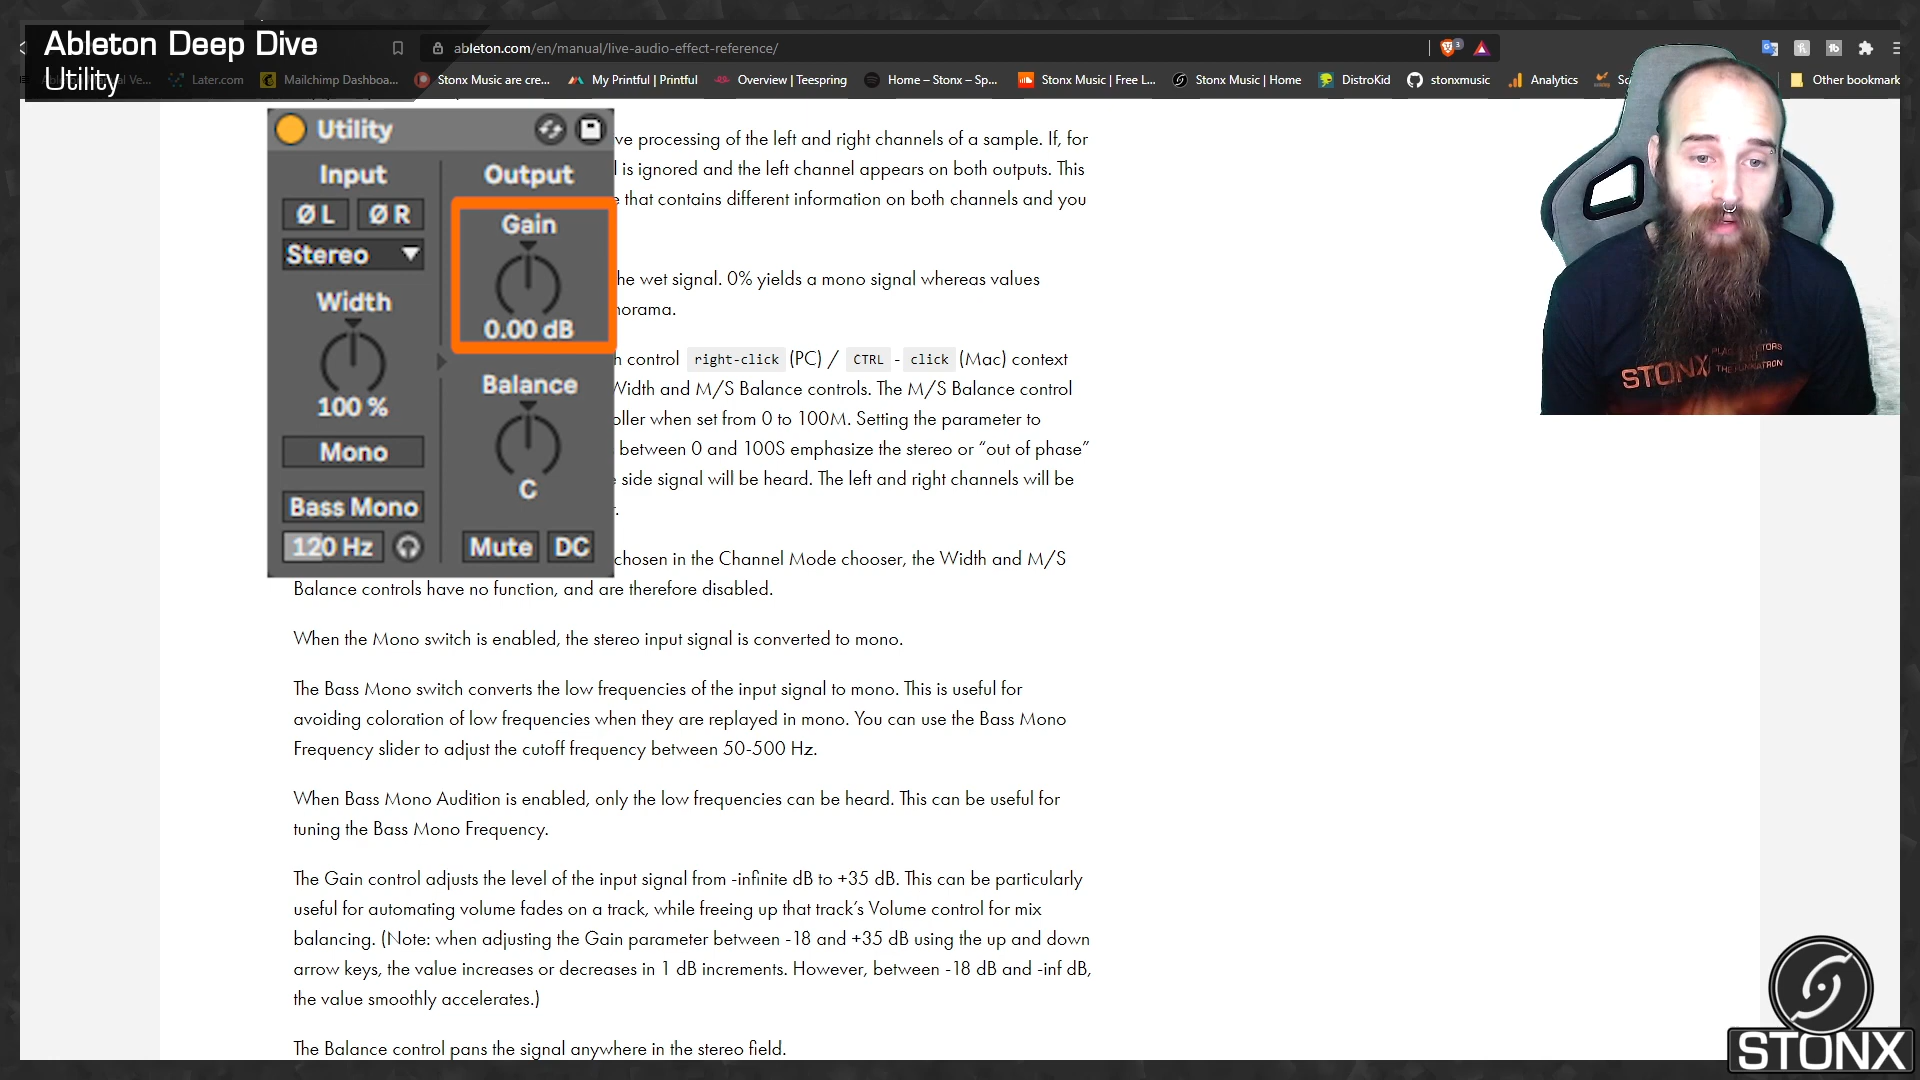 Ableton Deep Dive
Utility
ableton.com/en/manual/live-audio-effect-reference/
Later.com
Mailchimp Dashboa...
Stonx Music are cre...
My Printful | Printful
Overview | Teespring
Home – Stonx – Sp...
Stonx Music | Free L...
Stonx Music | Home
DistroKid
stonxmusic
Analytics
Other bookmark
Utility
Input
Output
Ø L
Ø R
Gain
Stereo
0.00 dB
Width
100 %
Balance
C
Mono
Bass Mono
120 Hz
Mute
DC
ve processing of the left and right channels of a sample. If, for
is ignored and the left channel appears on both outputs. This
that contains different information on both channels and you
he wet signal. 0% yields a mono signal whereas values
norama.
control right-click (PC) / CTRL - click (Mac) context
Width and M/S Balance controls. The M/S Balance control
oller when set from 0 to 100M. Setting the parameter to
between 0 and 100S emphasize the stereo or “out of phase”
side signal will be heard. The left and right channels will be
chosen in the Channel Mode chooser, the Width and M/S
Balance controls have no function, and are therefore disabled.
When the Mono switch is enabled, the stereo input signal is converted to mono.
The Bass Mono switch converts the low frequencies of the input signal to mono. This is useful for
avoiding coloration of low frequencies when they are replayed in mono. You can use the Bass Mono
Frequency slider to adjust the cutoff frequency between 50-500 Hz.
When Bass Mono Audition is enabled, only the low frequencies can be heard. This can be useful for
tuning the Bass Mono Frequency.
The Gain control adjusts the level of the input signal from -infinite dB to +35 dB. This can be particularly
useful for automating volume fades on a track, while freeing up that track’s Volume control for mix
balancing. (Note: when adjusting the Gain parameter between -18 and +35 dB using the up and down
arrow keys, the value increases or decreases in 1 dB increments. However, between -18 dB and -inf dB,
the value smoothly accelerates.)
The Balance control pans the signal anywhere in the stereo field.
STONX
STONX